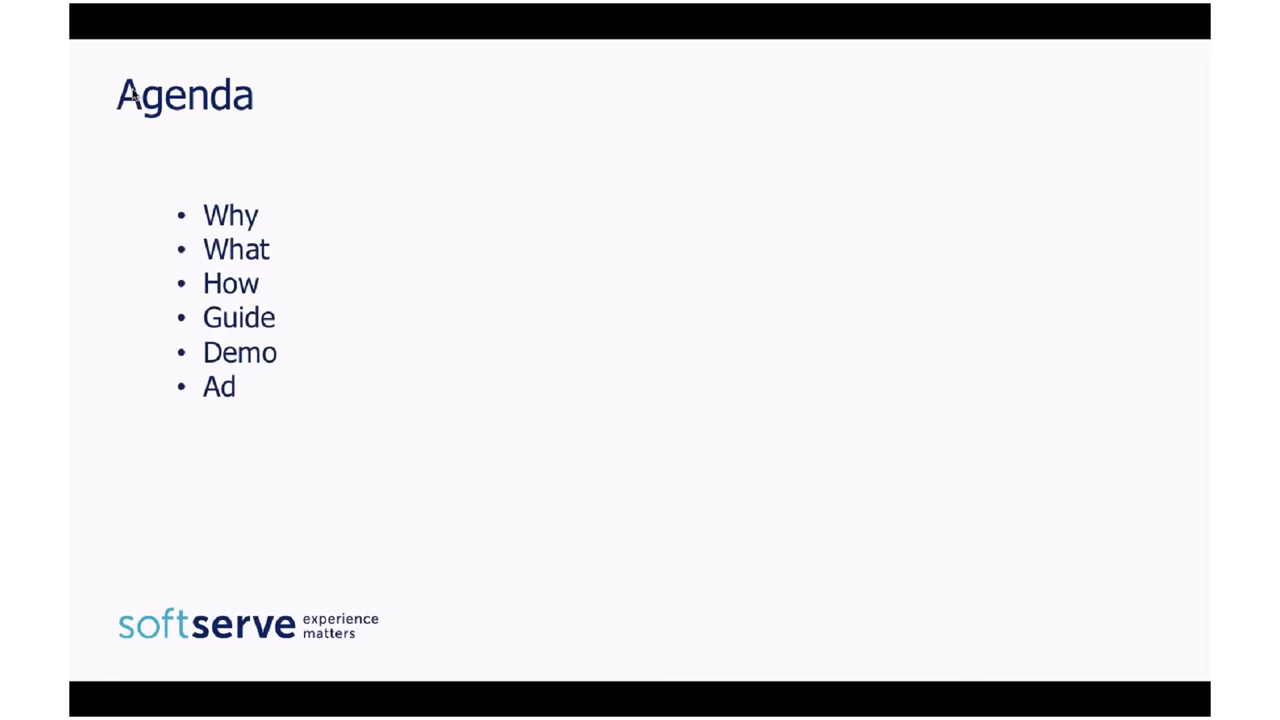 Agenda
• Why
• What
• How
• Guide
• Demo
• Ad
softserve experience
matters